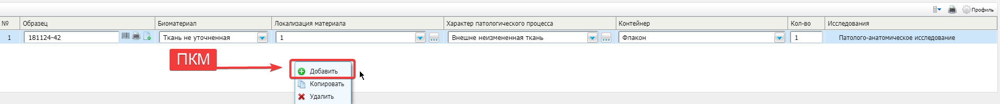 Профиль
№ Образец Биоматериал Локализация материала Характер патологического процесса Контейнер Кол-во Исследования
1 181124-42 Ткань не уточненная 1 ... Внешне неизмененная ткань ... Флакон 1 Патолого-анатомическое исследование
ПКМ
Добавить
Копировать
Удалить